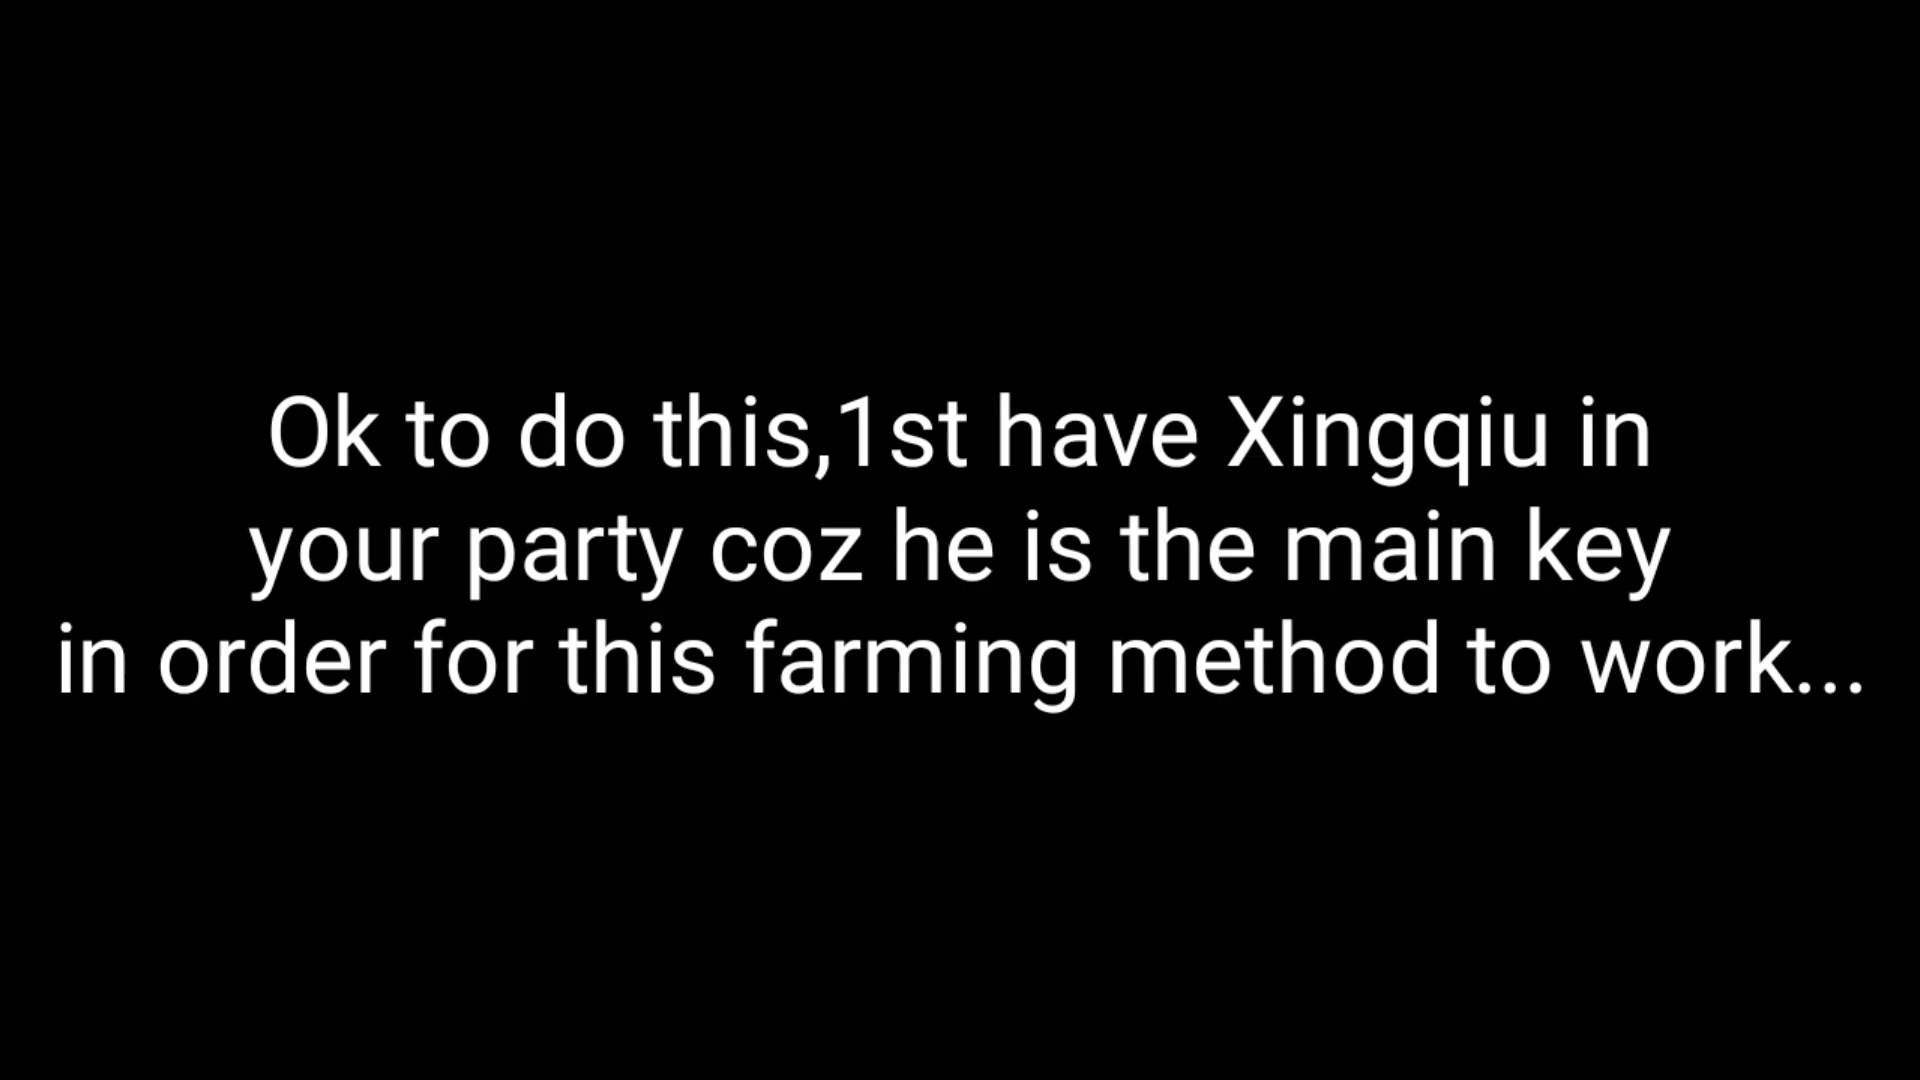 Ok to do this,1st have Xingqiu in
your party coz he is the main key
in order for this farming method to work...